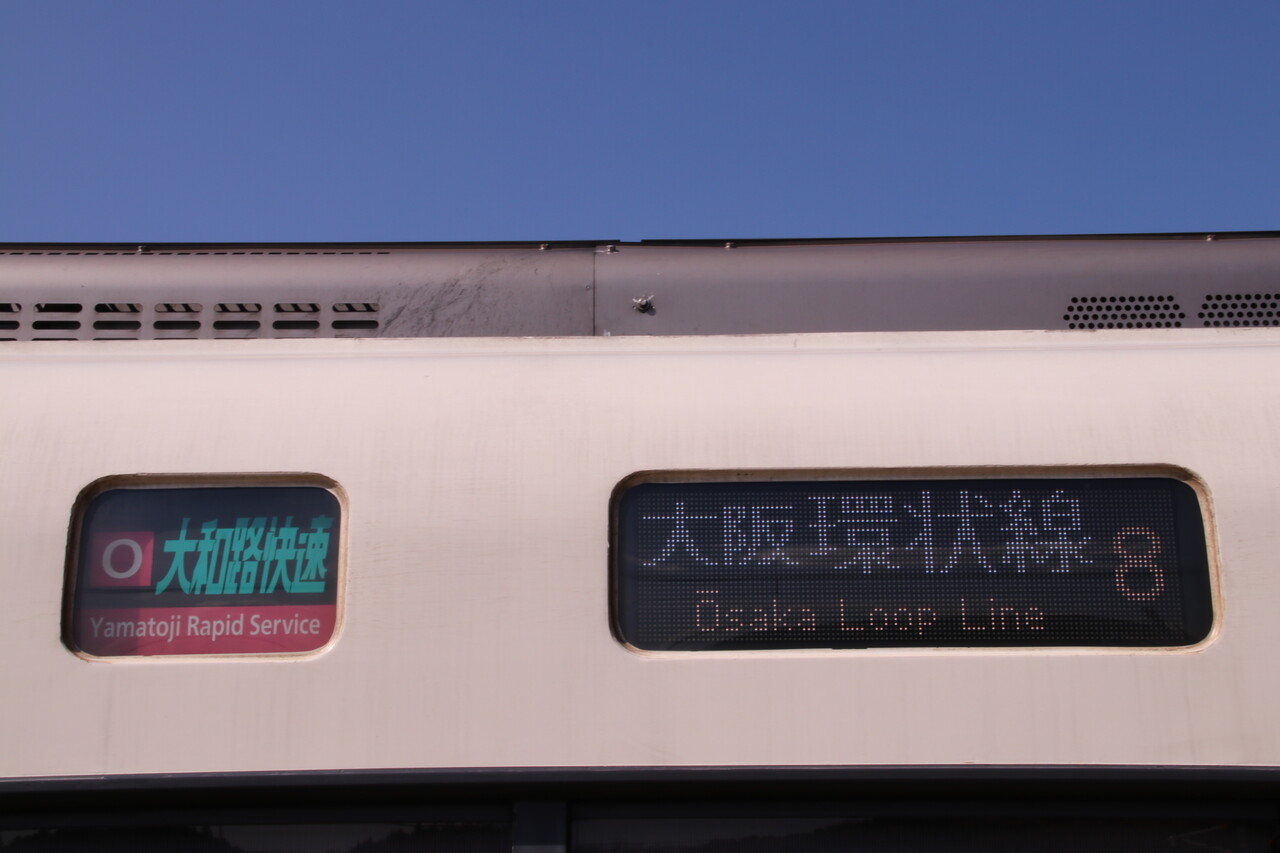 O 大和路快速
Yamatoji Rapid Service
大阪環状線 8
Ōsaka Loop Line